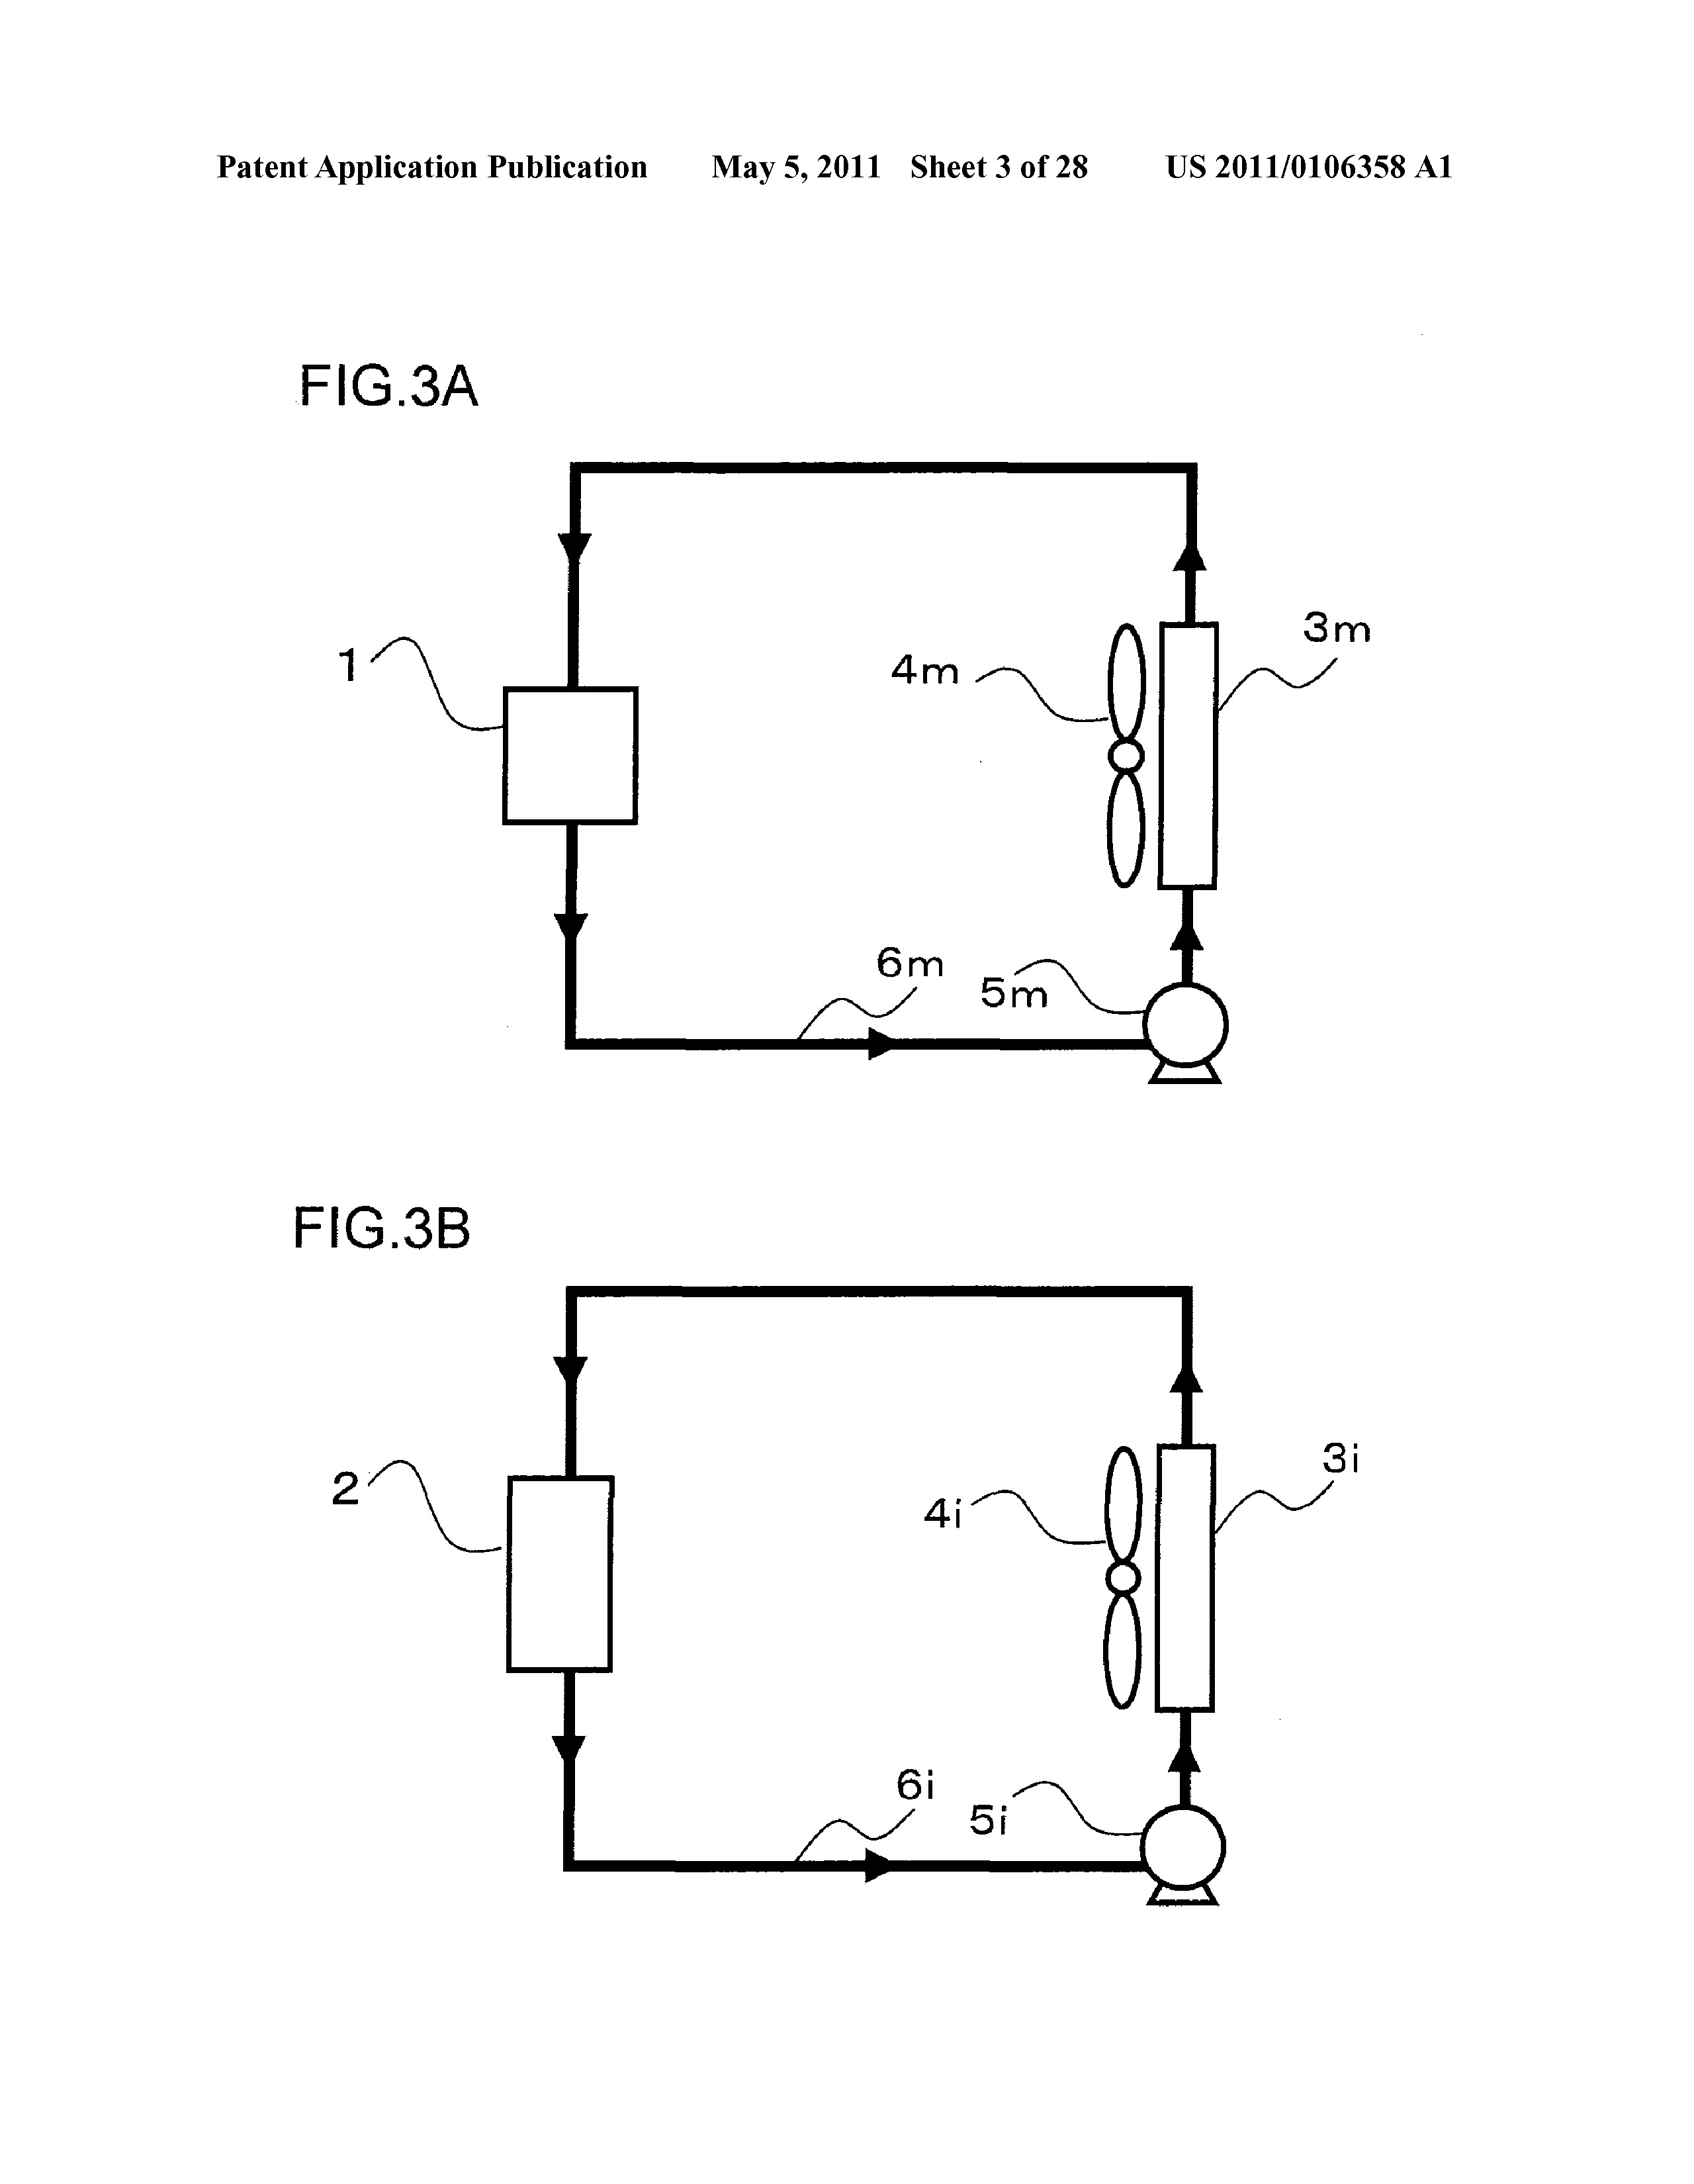 Patent Application Publication May 5, 2011 Sheet 3 of 28 US 2011/0106358 A1
FIG.3A
1
4m
3m
6m
5m
FIG.3B
2
4i
3i
6i
5i